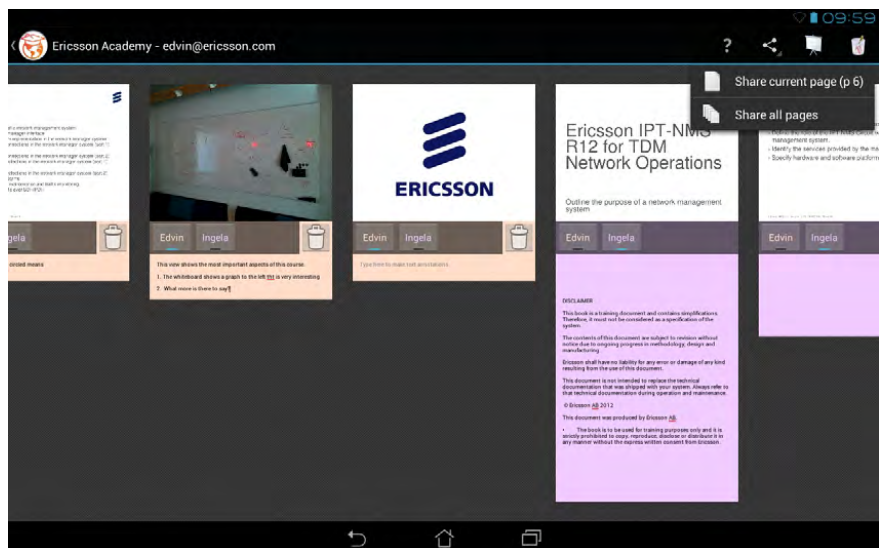 09:59
Ericsson Academy - edvin@ericsson.com
?
Share current page (p 6)
Share all pages
Edvin Ingela
This view shows the most important aspects of this course.
1. The whiteboard shows a graph to the left tht is very interesting
2. What more is there to say?
ERICSSON
Edvin Ingela
Type here to make text annotations
Ericsson IPT-NMS
R12 for TDM
Network Operations
Outline the purpose of a network management
system
Edvin Ingela
DISCLAIMER
This book is a training document and contains simplifications.
Therefore, it must not be considered as a specification of the
system.
The contents of this document are subject to revision without
notice due to ongoing progress in methodology, design and
manufacturing.
Ericsson shall have no liability for any error or damage of any kind
resulting from the use of this document.
This document is not intended to replace the technical
documentation that was shipped with your system. Always refer to
that technical documentation during operation and maintenance.
© Ericsson AB 2012
This document was produced by Ericsson AB.
• The book is to be used for training purposes only and it is
strictly prohibited to copy, reproduce, disclose or distribute it in
any manner without the express written consent from Ericsson.
management system.
- Identify the services provided by the ma
- Specify hardware and software platform
Edvin Ingela